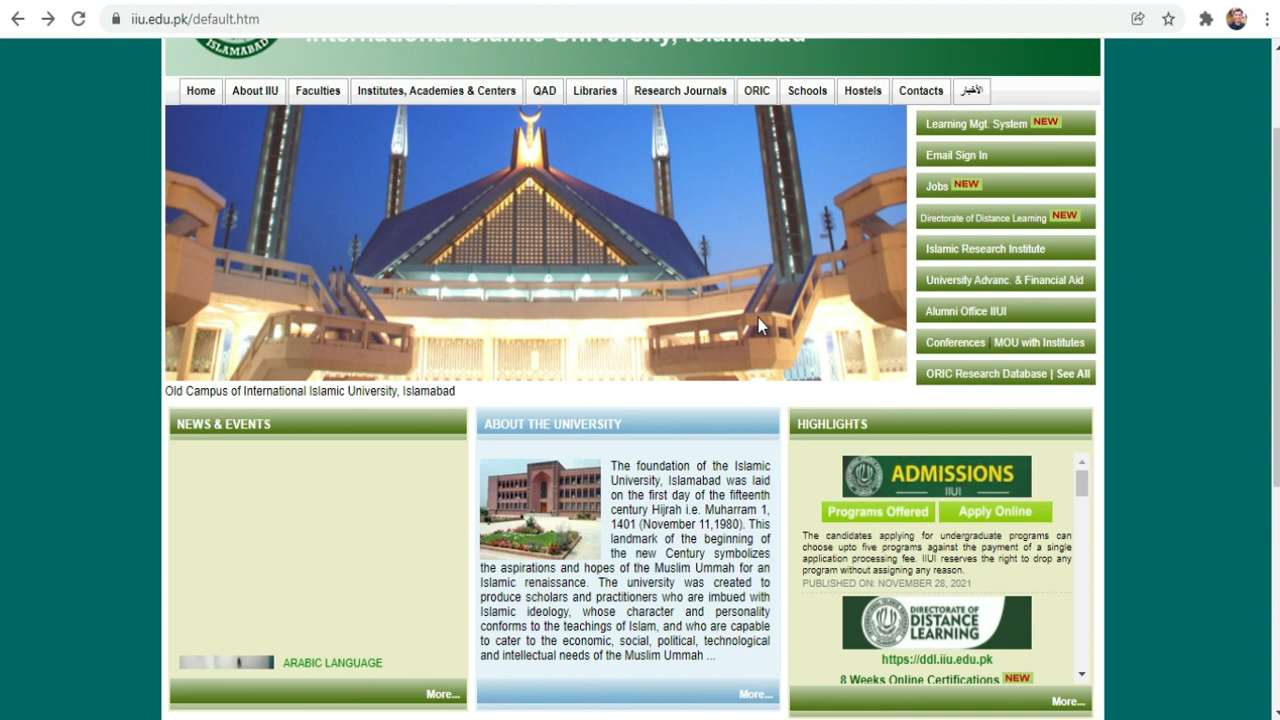 iiu.edu.pk/default.htm
ISLAMABAD
International Islamic University, Islamabad
Home About IIU Faculties Institutes, Academies & Centers QAD Libraries Research Journals ORIC Schools Hostels Contacts الأخبار
Learning Mgt. System NEW
Email Sign In
Jobs NEW
Directorate of Distance Learning NEW
Islamic Research Institute
University Advanc. & Financial Aid
Alumni Office IIUI
Conferences | MOU with Institutes
ORIC Research Database | See All
Old Campus of International Islamic University, Islamabad
NEWS & EVENTS
ARABIC LANGUAGE
More...
ABOUT THE UNIVERSITY
The foundation of the Islamic
University, Islamabad was laid
on the first day of the fifteenth
century Hijrah i.e. Muharram 1,
1401 (November 11,1980). This
landmark of the beginning of
the new Century symbolizes
the aspirations and hopes of the Muslim Ummah for an
Islamic renaissance. The university was created to
produce scholars and practitioners who are imbued with
Islamic ideology, whose character and personality
conforms to the teachings of Islam, and who are capable
to cater to the economic, social, political, technological
and intellectual needs of the Muslim Ummah ...
More...
HIGHLIGHTS
ADMISSIONS
IIUI
Programs Offered Apply Online
The candidates applying for undergraduate programs can
choose upto five programs against the payment of a single
application processing fee. IIUI reserves the right to drop any
program without assigning any reason.
PUBLISHED ON: NOVEMBER 28, 2021
DIRECTORATE OF
DISTANCE
LEARNING
https://ddl.iiu.edu.pk
8 Weeks Online Certifications NEW
More...